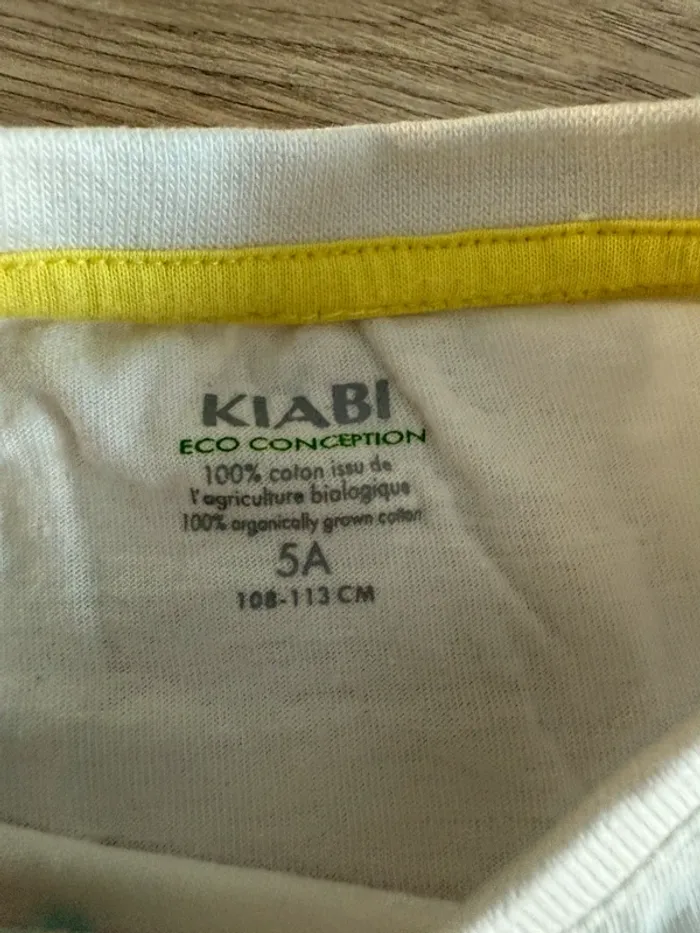 KIABI
ECO CONCEPTION
100% coton issu de
l'agriculture biologique
100% organically grown cotton
5A
108-113 CM